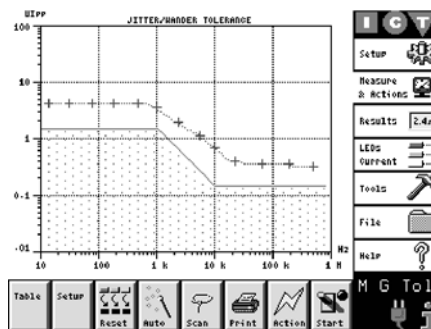 UIpp
JITTER/WANDER TOLERANCE
100
10
1
0.1
.01
10
100
1 k
10 k
100 k
1 M
Hz
ICT
Setup
Measure
& Actions
Results
2.4
LEDs
Current
Tools
File
Help
M G Tol
Table
Setup
Reset
Auto
Scan
Print
Action
Start